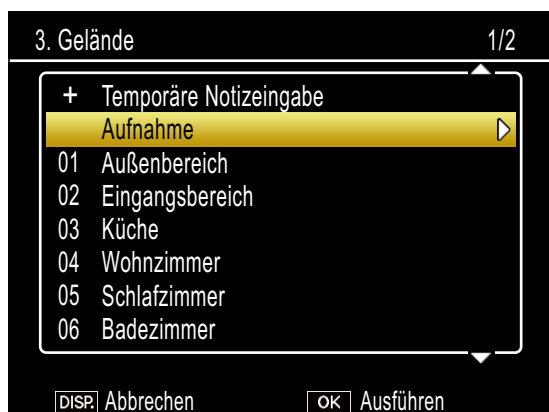 3. Gelände 1/2
+ Temporäre Notizeingabe
Aufnahme
01 Außenbereich
02 Eingangsbereich
03 Küche
04 Wohnzimmer
05 Schlafzimmer
06 Badezimmer
DISP. Abbrechen OK Ausführen